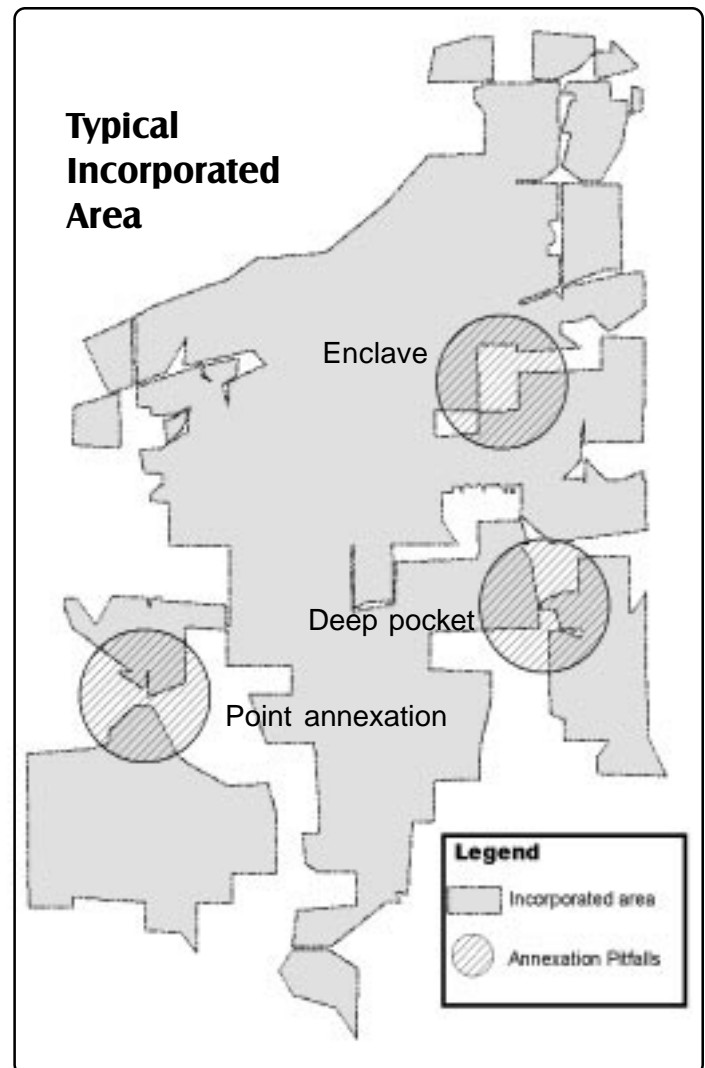 Typical
Incorporated
Area
Enclave
Deep pocket
Point annexation
Legend
Incorporated area
Annexation Pitfalls